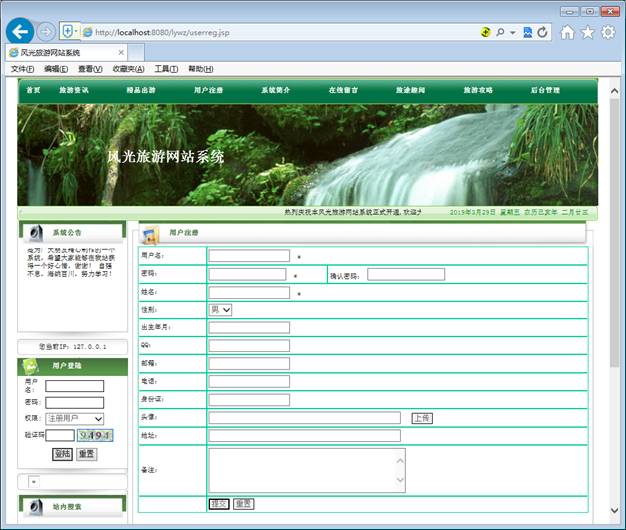 http://localhost:8080/lywz/userreg.jsp
风光旅游网站系统
文件(F) 编辑(E) 查看(V) 收藏夹(A) 工具(T) 帮助(H)
首页 旅游资讯 精品出游 用户注册 系统简介 在线留言 旅途趣闻 旅游攻略 后台管理
风光旅游网站系统
热烈庆祝本风光旅游网站系统正式开通,欢迎
2019年3月29日 星期五 农历己亥年 二月廿三
系统公告
系统,希望大家能够在我站获
得一个好心情,谢谢! 自强
不息,海纳百川,努力学习!
您当前IP:127.0.0.1
用户登陆
用户
名:
密码:
权限: 注册用户
验证码 9494
登陆 重置
站内搜索
用户注册
用户名: *
密码: * 确认密码:
姓名: *
性别: 男
出生年月:
QQ:
邮箱:
电话:
身份证:
头像: 上传
地址:
备注:
提交 重置